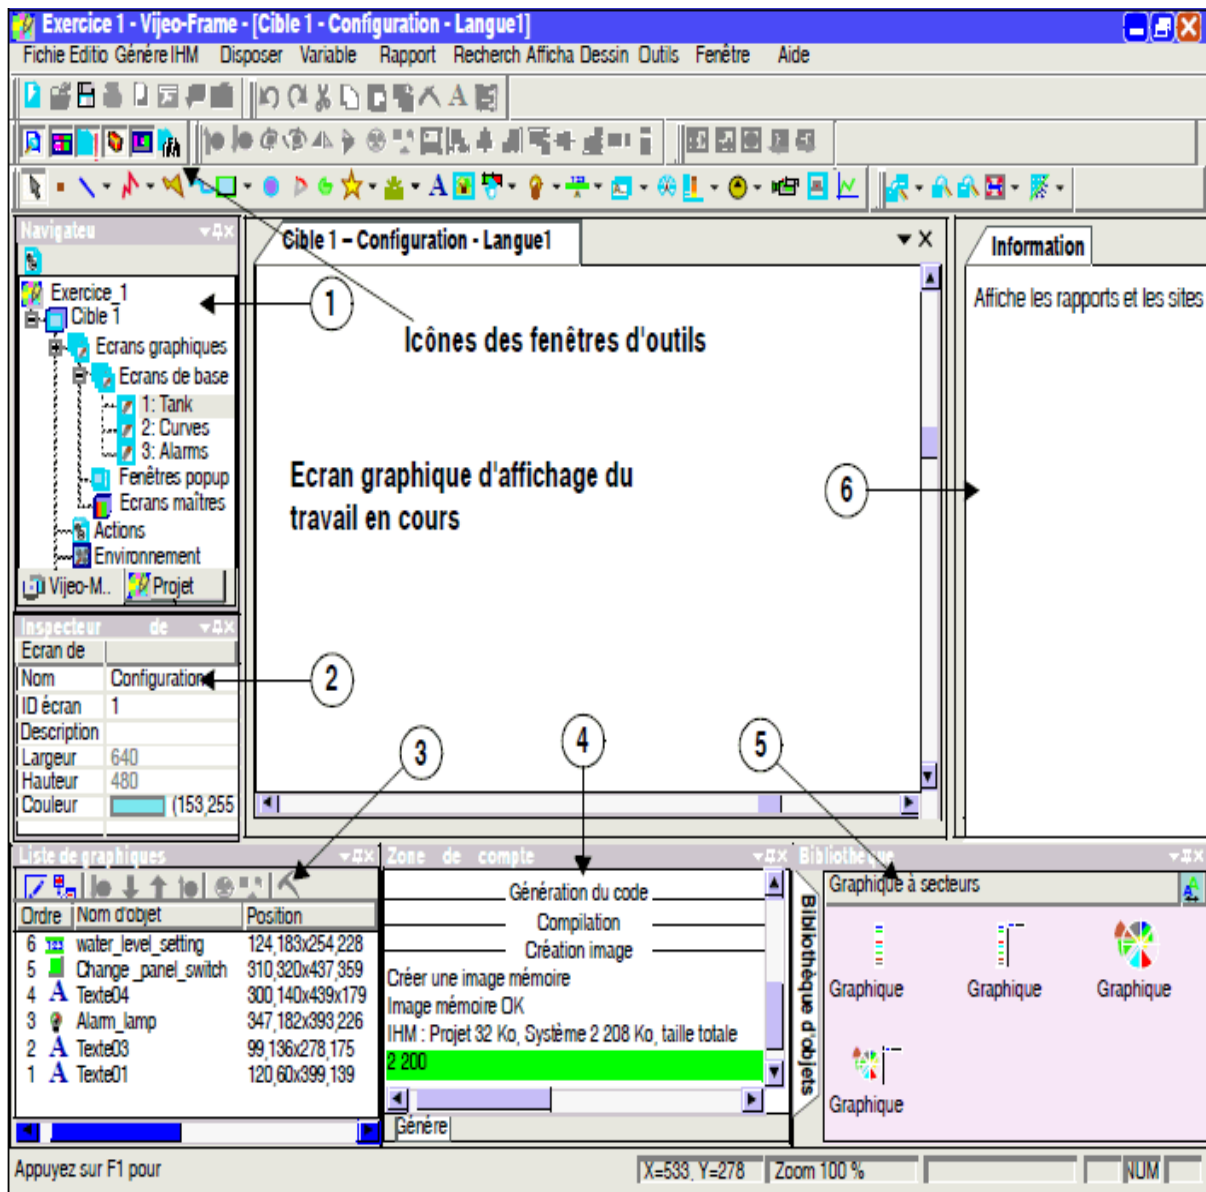 Exercice 1 - Vijeo-Frame - [Cible 1 - Configuration - Langue1]
Fichie Editio Génére IHM Disposer Variable Rapport Recherch Afficha Dessin Outils Fenêtre Aide
Navigateu
Exercice_1
Cible 1
Ecrans graphiques
Ecrans de base
1: Tank
2: Curves
3: Alarms
Fenêtres popup
Ecrans maîtres
Actions
Environnement
Vijeo-M.. Projet
1
Cible 1 – Configuration - Langue1
Icônes des fenêtres d'outils
Ecran graphique d'affichage du
travail en cours
6
Information
Affiche les rapports et les sites
Inspecteur de
Ecran de
Nom Configuration
ID écran 1
Description
Largeur 640
Hauteur 480
Couleur (153,255
2
3
4
5
Liste de graphiques
Ordre Nom d'objet Position
6 123 water_level_setting 124,183x254,228
5 Change_panel_switch 310,320x437,359
4 A Texte04 300,140x439x179
3 Alarm_lamp 347,182x393,226
2 A Texte03 99,136x278,175
1 A Texte01 120,60x399,139
Zone de compte
Génération du code
Compilation
Création image
Créer une image mémoire
Image mémoire OK
IHM : Projet 32 Ko, Système 2 208 Ko, taille totale
2 200
Génére
Bibliothèque
Bibliothèque d'objets
Graphique à secteurs
Graphique Graphique Graphique
Graphique
Appuyez sur F1 pour
X=533, Y=278 Zoom 100 % NUM